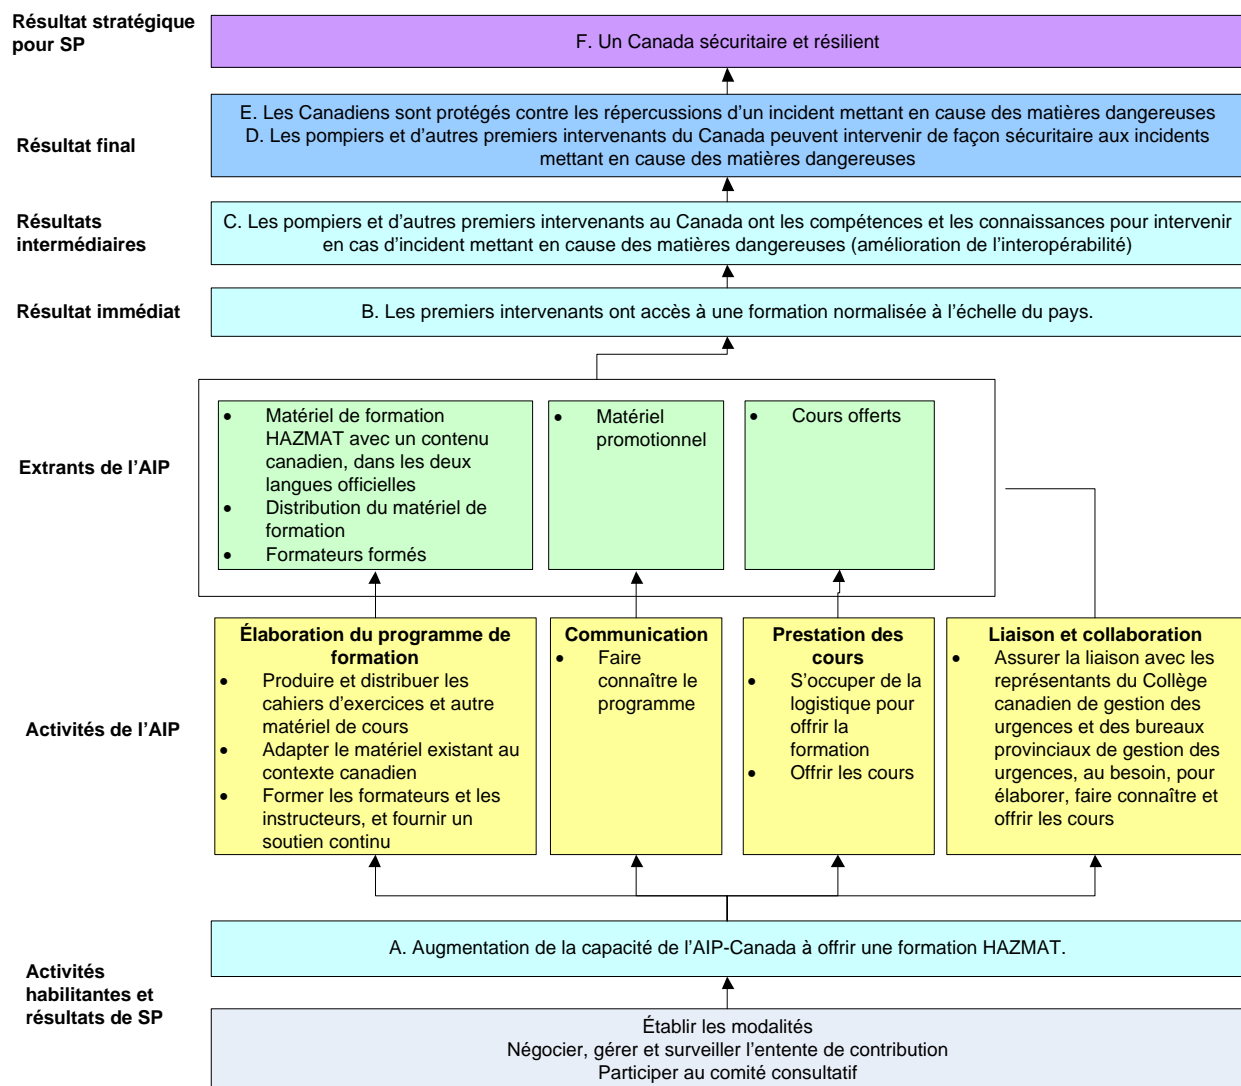 Résultat stratégique
pour SP
F. Un Canada sécuritaire et résilient
Résultat final
E. Les Canadiens sont protégés contre les répercussions d’un incident mettant en cause des matières dangereuses
D. Les pompiers et d’autres premiers intervenants du Canada peuvent intervenir de façon sécuritaire aux incidents
mettant en cause des matières dangereuses
Résultats
intermédiaires
C. Les pompiers et d’autres premiers intervenants au Canada ont les compétences et les connaissances pour intervenir
en cas d’incident mettant en cause des matières dangereuses (amélioration de l’interopérabilité)
Résultat immédiat
B. Les premiers intervenants ont accès à une formation normalisée à l’échelle du pays.
Extrants de l’AIP
• Matériel de formation
HAZMAT avec un contenu
canadien, dans les deux
langues officielles
• Distribution du matériel de
formation
• Formateurs formés
• Matériel
promotionnel
• Cours offerts
Activités de l’AIP
Élaboration du programme de
formation
• Produire et distribuer les
cahiers d’exercices et autre
matériel de cours
• Adapter le matériel existant au
contexte canadien
• Former les formateurs et les
instructeurs, et fournir un
soutien continu
Communication
• Faire
connaître le
programme
Prestation des
cours
• S’occuper de la
logistique pour
offrir la
formation
• Offrir les cours
Liaison et collaboration
• Assurer la liaison avec les
représentants du Collège
canadien de gestion des
urgences et des bureaux
provinciaux de gestion des
urgences, au besoin, pour
élaborer, faire connaître et
offrir les cours
Activités
habilitantes et
résultats de SP
A. Augmentation de la capacité de l’AIP-Canada à offrir une formation HAZMAT.
Établir les modalités
Négocier, gérer et surveiller l’entente de contribution
Participer au comité consultatif